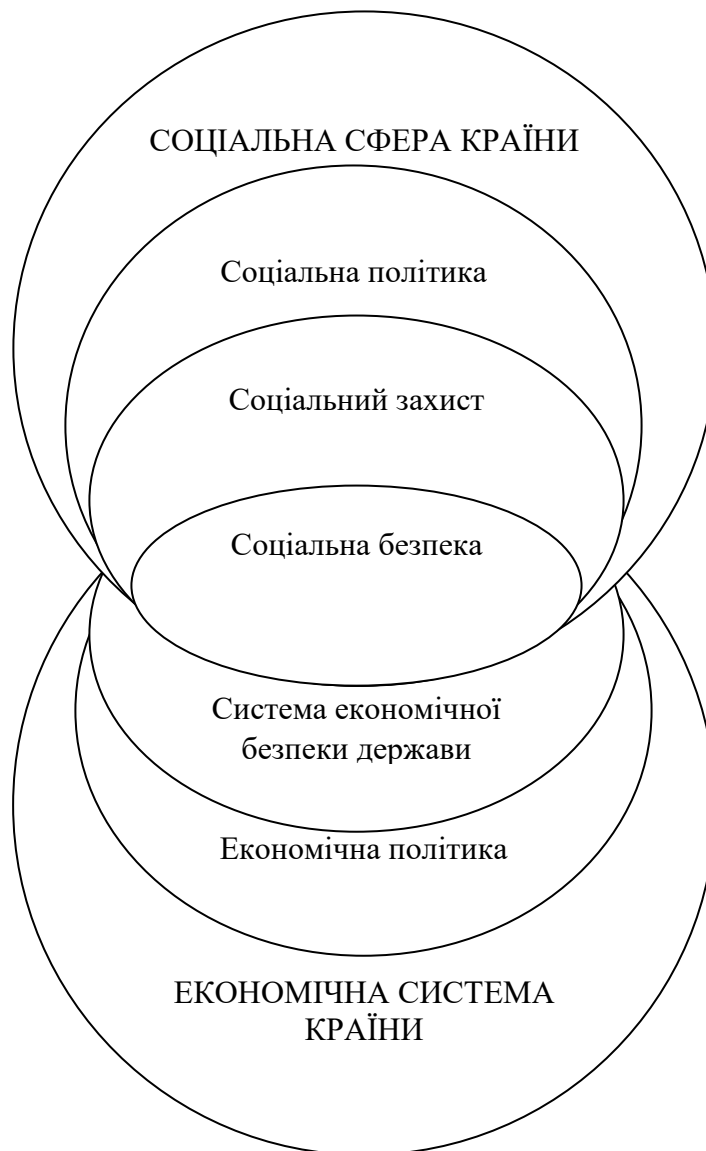 СОЦІАЛЬНА СФЕРА КРАЇНИ
Соціальна політика
Соціальний захист
Соціальна безпека
Система економічної
безпеки держави
Економічна політика
ЕКОНОМІЧНА СИСТЕМА
КРАЇНИ